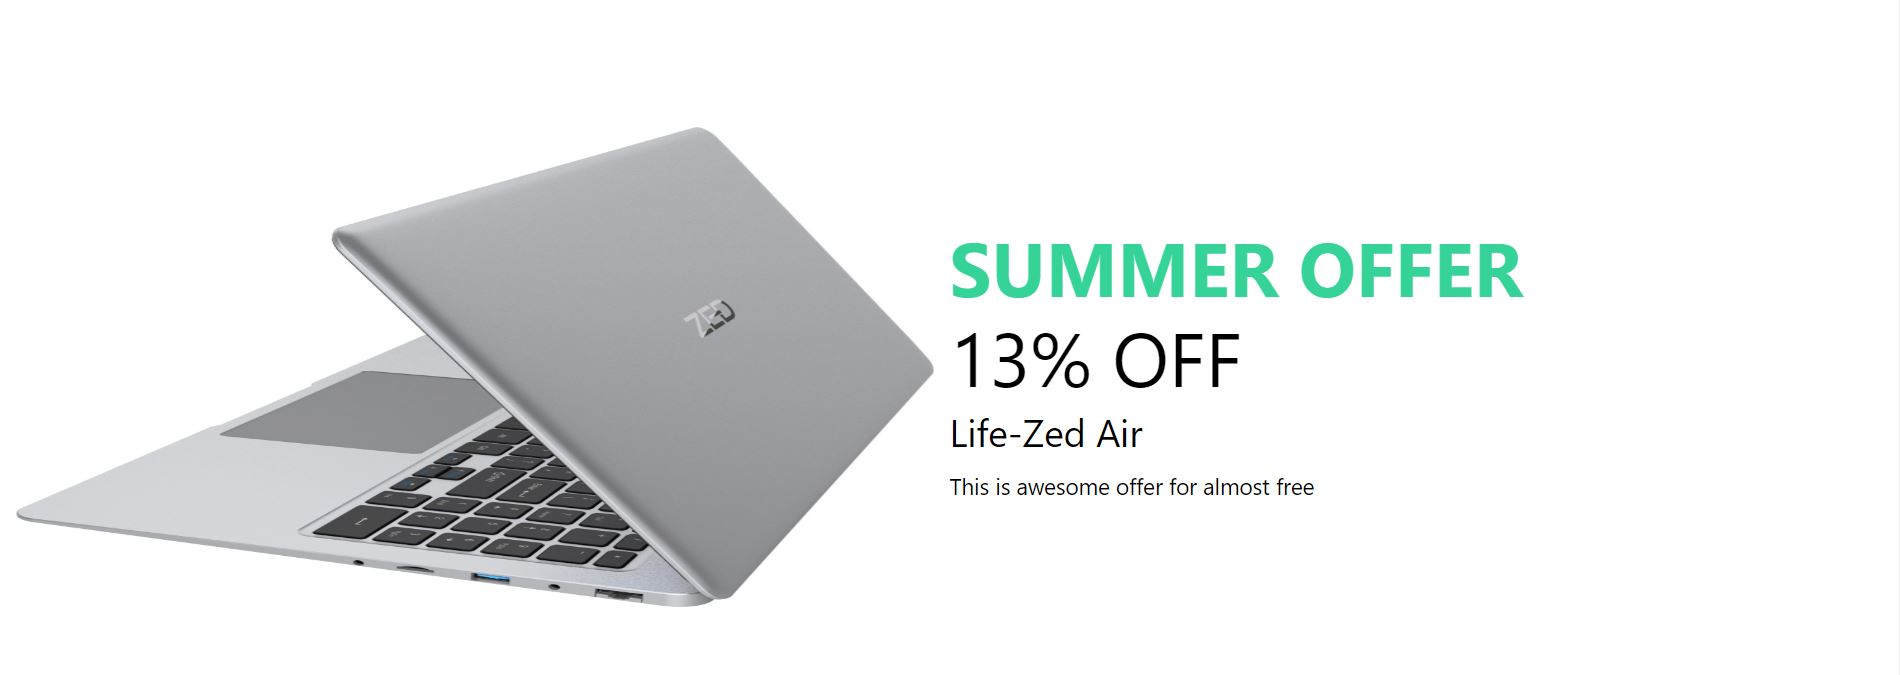 ZED
SUMMER OFFER
13% OFF
Life-Zed Air
This is awesome offer for almost free